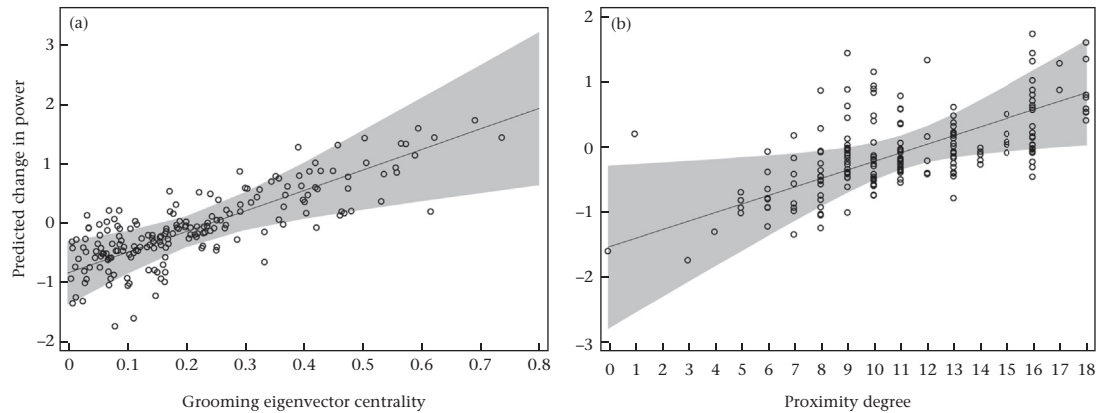 (a)
3
2
1
0
−1
−2
Predicted change in power
0 0.1 0.2 0.3 0.4 0.5 0.6 0.7 0.8
Grooming eigenvector centrality
(b)
2
1
0
−1
−2
−3
0 1 2 3 4 5 6 7 8 9 10 11 12 13 14 15 16 17 18
Proximity degree